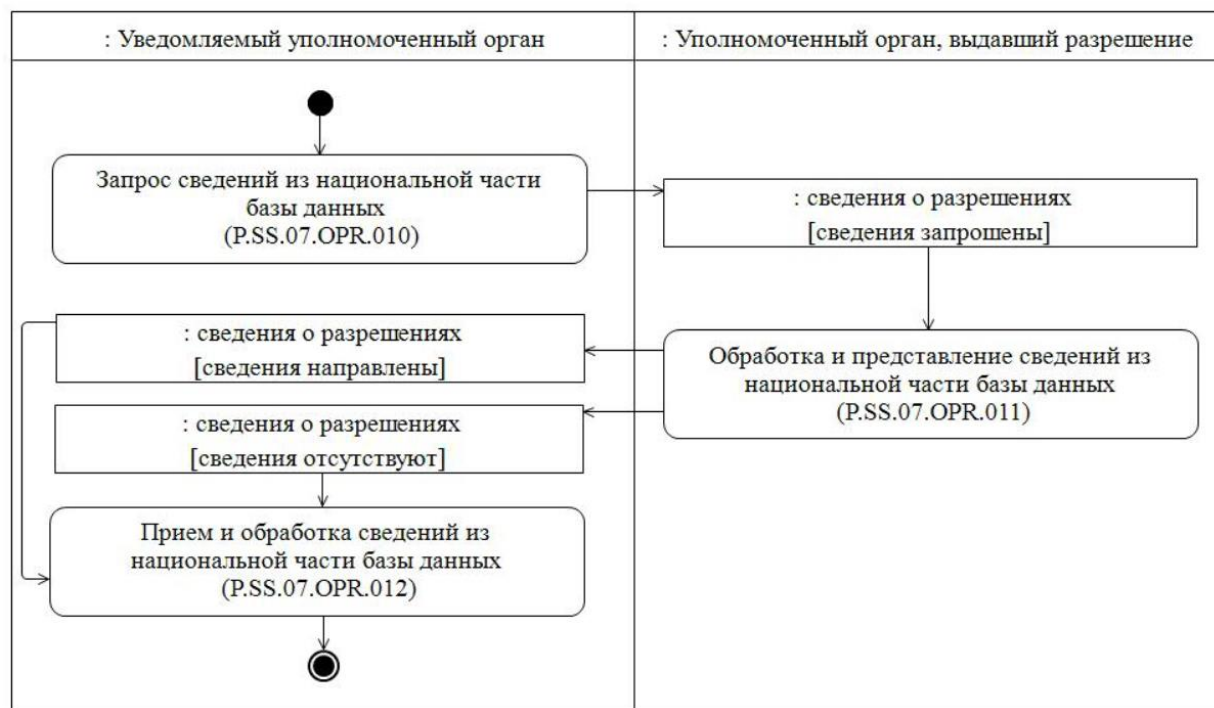 : Уведомляемый уполномоченный орган
: Уполномоченный орган, выдавший разрешение
Запрос сведений из национальной части
базы данных
(P.SS.07.OPR.010)
: сведения о разрешениях
[сведения запрошены]
: сведения о разрешениях
[сведения направлены]
Обработка и представление сведений из
национальной части базы данных
(P.SS.07.OPR.011)
: сведения о разрешениях
[сведения отсутствуют]
Прием и обработка сведений из
национальной части базы данных
(P.SS.07.OPR.012)